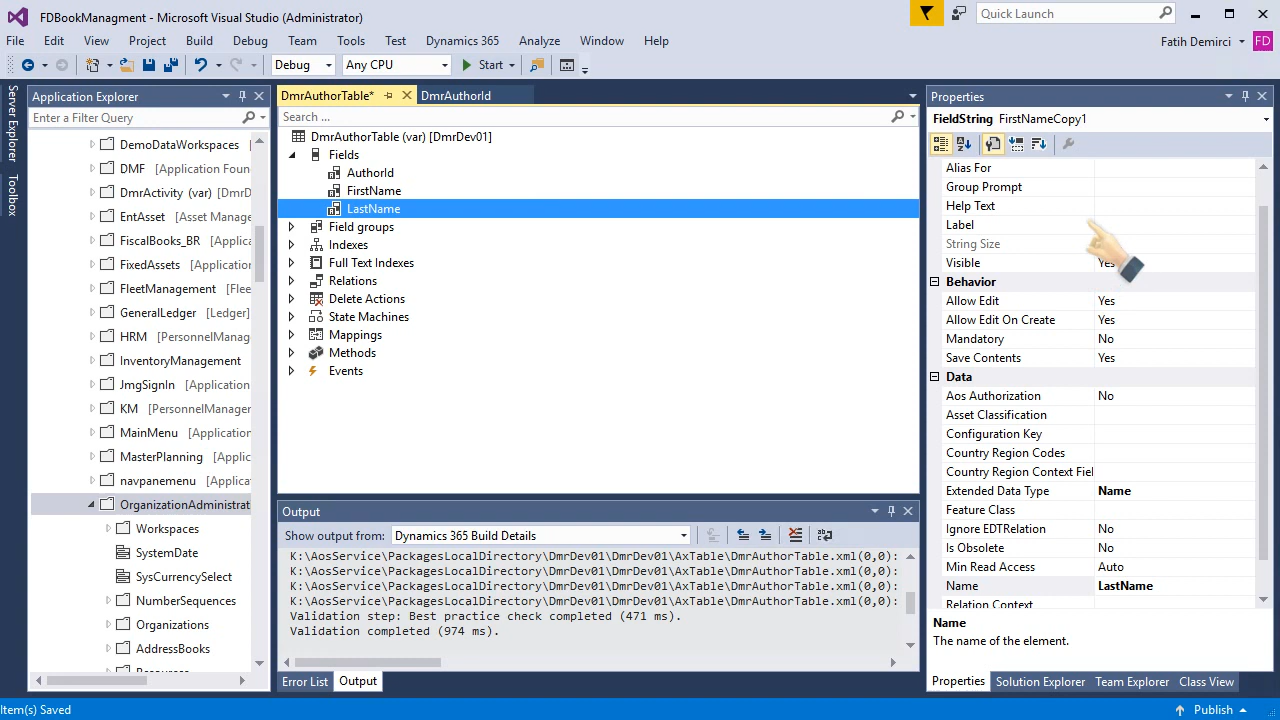 FDBookManagment - Microsoft Visual Studio (Administrator)
Quick Launch
File Edit View Project Build Debug Team Tools Test Dynamics 365 Analyze Window Help
Fatih Demirci FD
Debug Any CPU Start
Server Explorer
Toolbox
Application Explorer
Enter a Filter Query
DemoDataWorkspaces
DMF [Application Foun
DmrActivity (var) [DmrD
EntAsset [Asset Manage
FiscalBooks_BR [Applica
FixedAssets [Application
FleetManagement [Flee
GeneralLedger [Ledger]
HRM [PersonnelManag
InventoryManagement
JmgSignIn [Application
KM [PersonnelManager
MainMenu [Application
MasterPlanning [Applic
navpanemenu [Applica
OrganizationAdministrat
Workspaces
SystemDate
SysCurrencySelect
NumberSequences
Organizations
AddressBooks
DmrAuthorTable* DmrAuthorId
Search ...
DmrAuthorTable (var) [DmrDev01]
Fields
AuthorId
FirstName
LastName
Field groups
Indexes
Full Text Indexes
Relations
Delete Actions
State Machines
Mappings
Methods
Events
Output
Show output from: Dynamics 365 Build Details
K:\AosService\PackagesLocalDirectory\DmrDev01\DmrDev01\AxTable\DmrAuthorTable.xml(0,0):
K:\AosService\PackagesLocalDirectory\DmrDev01\DmrDev01\AxTable\DmrAuthorTable.xml(0,0):
K:\AosService\PackagesLocalDirectory\DmrDev01\DmrDev01\AxTable\DmrAuthorTable.xml(0,0):
K:\AosService\PackagesLocalDirectory\DmrDev01\DmrDev01\AxTable\DmrAuthorTable.xml(0,0):
Validation step: Best practice check completed (471 ms).
Validation completed (974 ms).
Error List Output
Properties
FieldString FirstNameCopy1
Alias For
Group Prompt
Help Text
Label
String Size
Visible Yes
Behavior
Allow Edit Yes
Allow Edit On Create Yes
Mandatory No
Save Contents Yes
Data
Aos Authorization No
Asset Classification
Configuration Key
Country Region Codes
Country Region Context Fiel
Extended Data Type Name
Feature Class
Ignore EDTRelation No
Is Obsolete No
Min Read Access Auto
Name LastName
Relation Context
Name
The name of the element.
Properties Solution Explorer Team Explorer Class View
Item(s) Saved
Publish